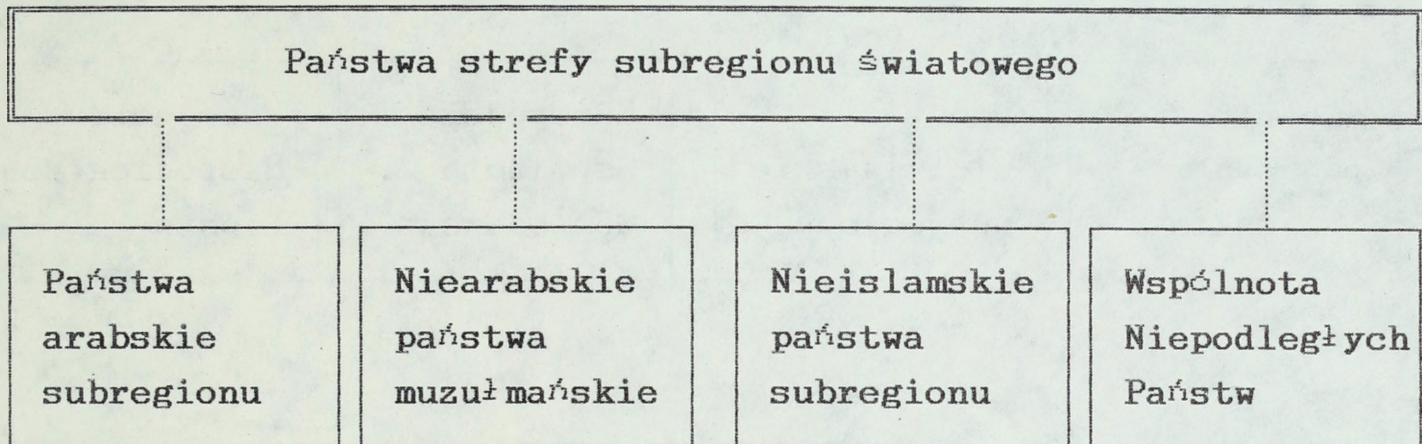 Państwa strefy subregionu światowego
Państwa
arabskie
subregionu
Niearabskie
państwa
muzułmańskie
Nieislamskie
państwa
subregionu
Wspólnota
Niepodległych
Państw